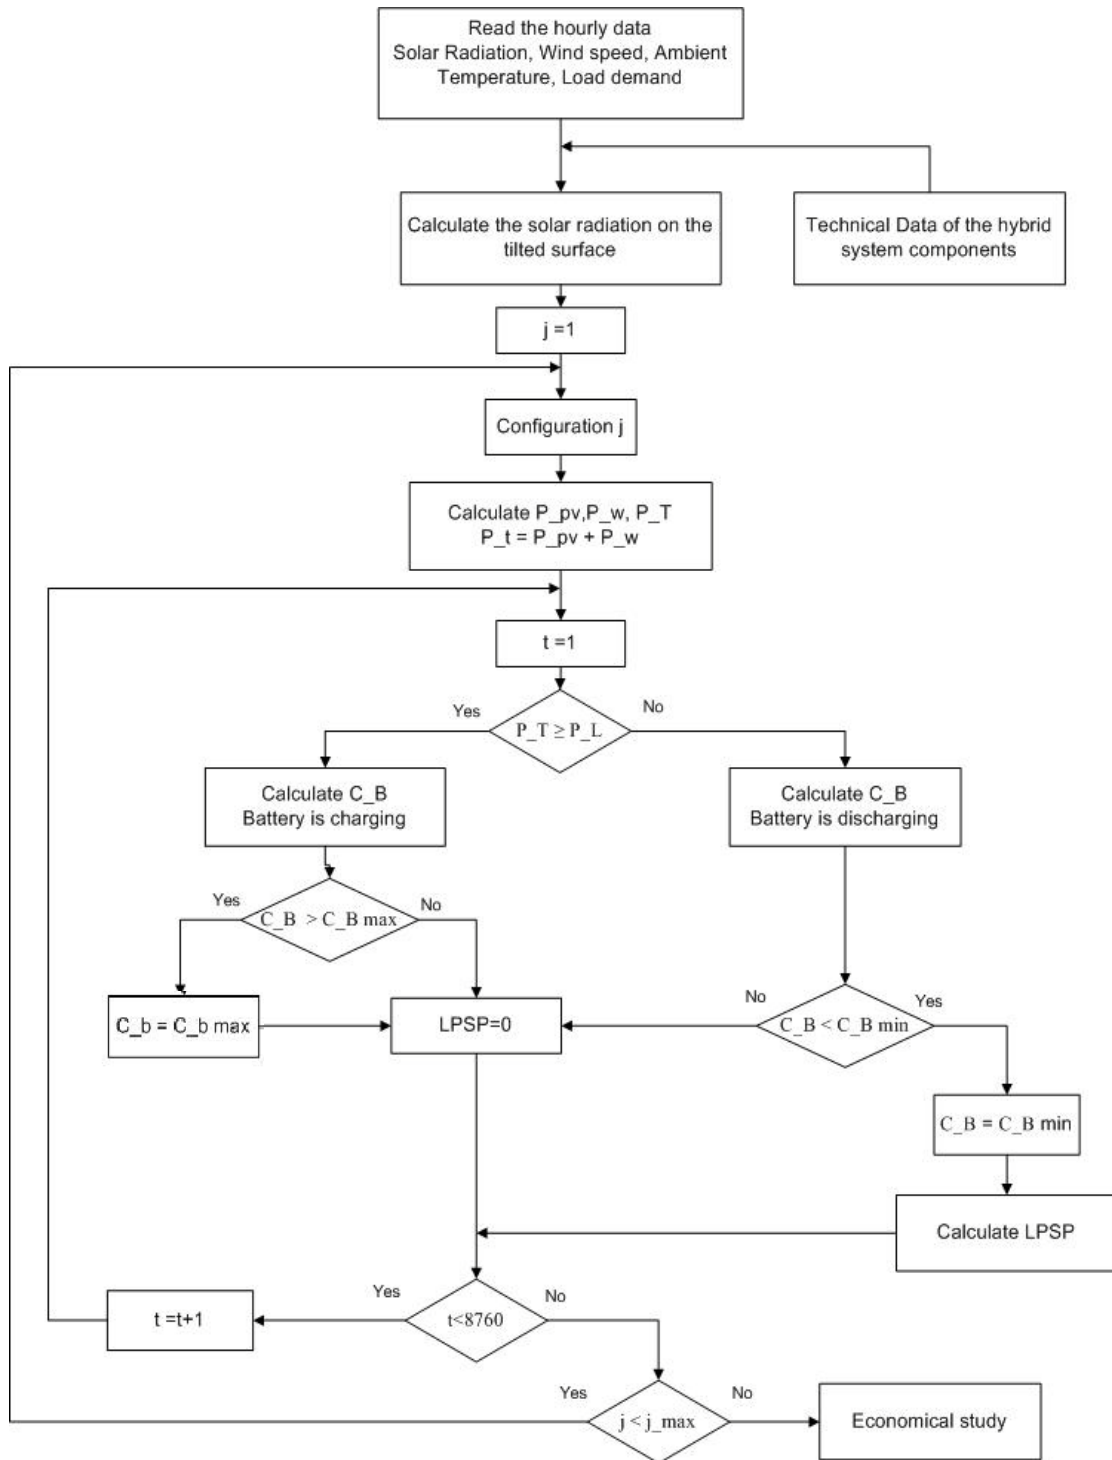 Read the hourly data
Solar Radiation, Wind speed, Ambient
Temperature, Load demand
Calculate the solar radiation on the
tilted surface
Technical Data of the hybrid
system components
j =1
Configuration j
Calculate P_pv,P_w, P_T
P_t = P_pv + P_w
t =1
Yes
No
P_T ≥ P_L
Calculate C_B
Battery is charging
Calculate C_B
Battery is discharging
Yes
No
C_B > C_B max
C_b = C_b max
LPSP=0
No
Yes
C_B < C_B min
C_B = C_B min
Calculate LPSP
Yes
No
t =t+1
t<8760
Yes
No
j < j_max
Economical study